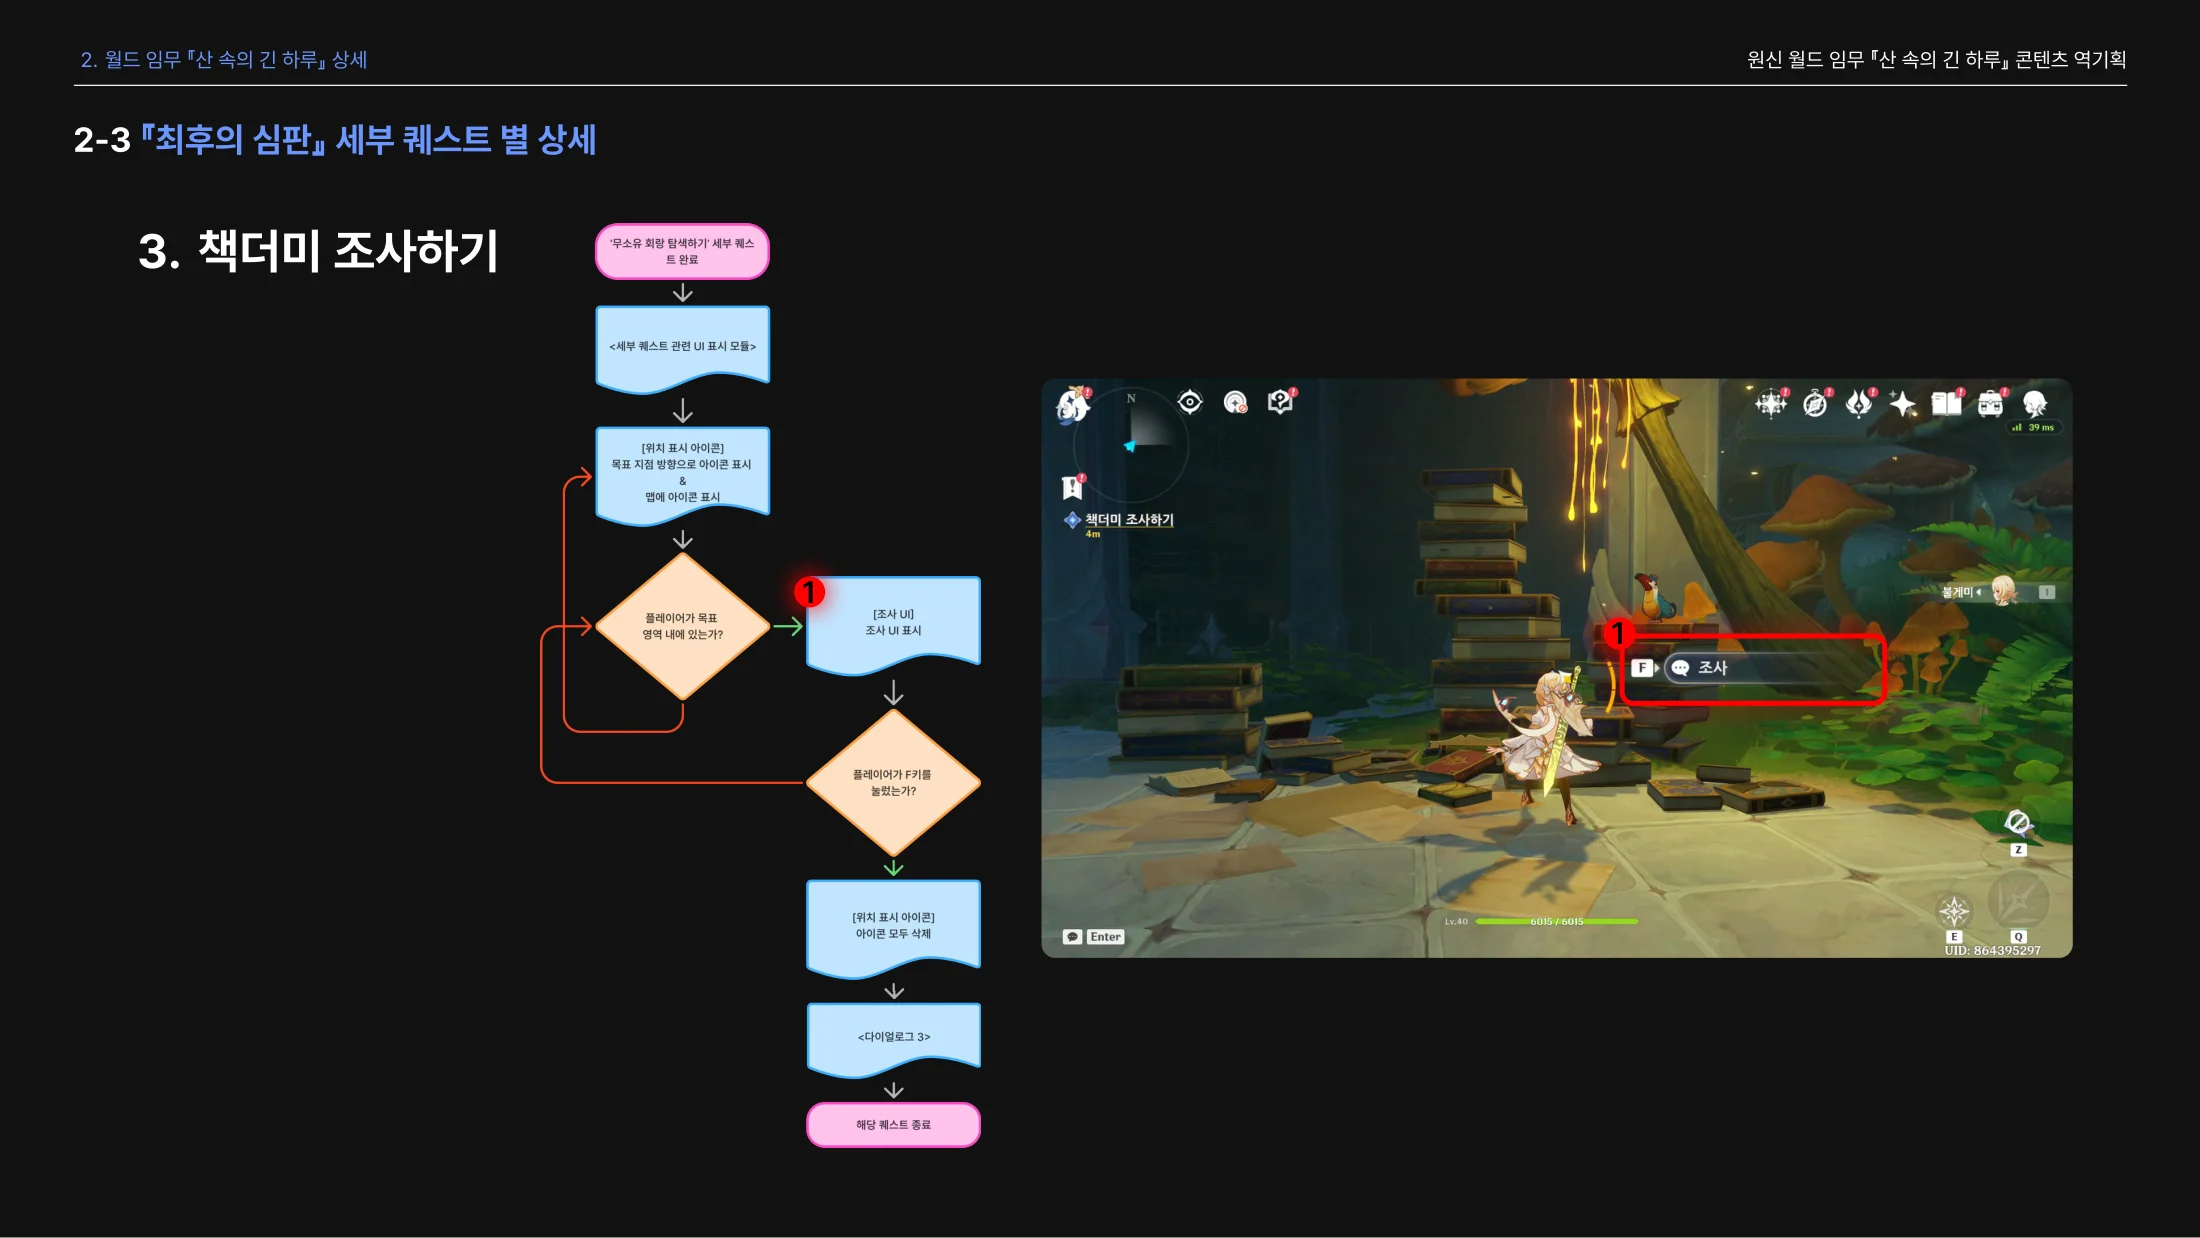 2. 월드 임무 『산 속의 긴 하루』 상세
원신 월드 임무 『산 속의 긴 하루』 콘텐츠 역기획
2-3 『최후의 심판』 세부 퀘스트 별 상세
3. 책더미 조사하기
'무소유 회랑 탐색하기' 세부 퀘스
트 완료
<세부 퀘스트 관련 UI 표시 모듈>
[위치 표시 아이콘]
목표 지점 방향으로 아이콘 표시
&
맵에 아이콘 표시
플레이어가 목표
영역 내에 있는가?
1
[조사 UI]
조사 UI 표시
플레이어가 F키를
눌렀는가?
[위치 표시 아이콘]
아이콘 모두 삭제
<다이얼로그 3>
해당 퀘스트 종료
N
39 ms
책더미 조사하기
4m
불게미
1
1
F
조사
Z
Lv.40
6015 / 6015
Enter
E
Q
UID: 864395297